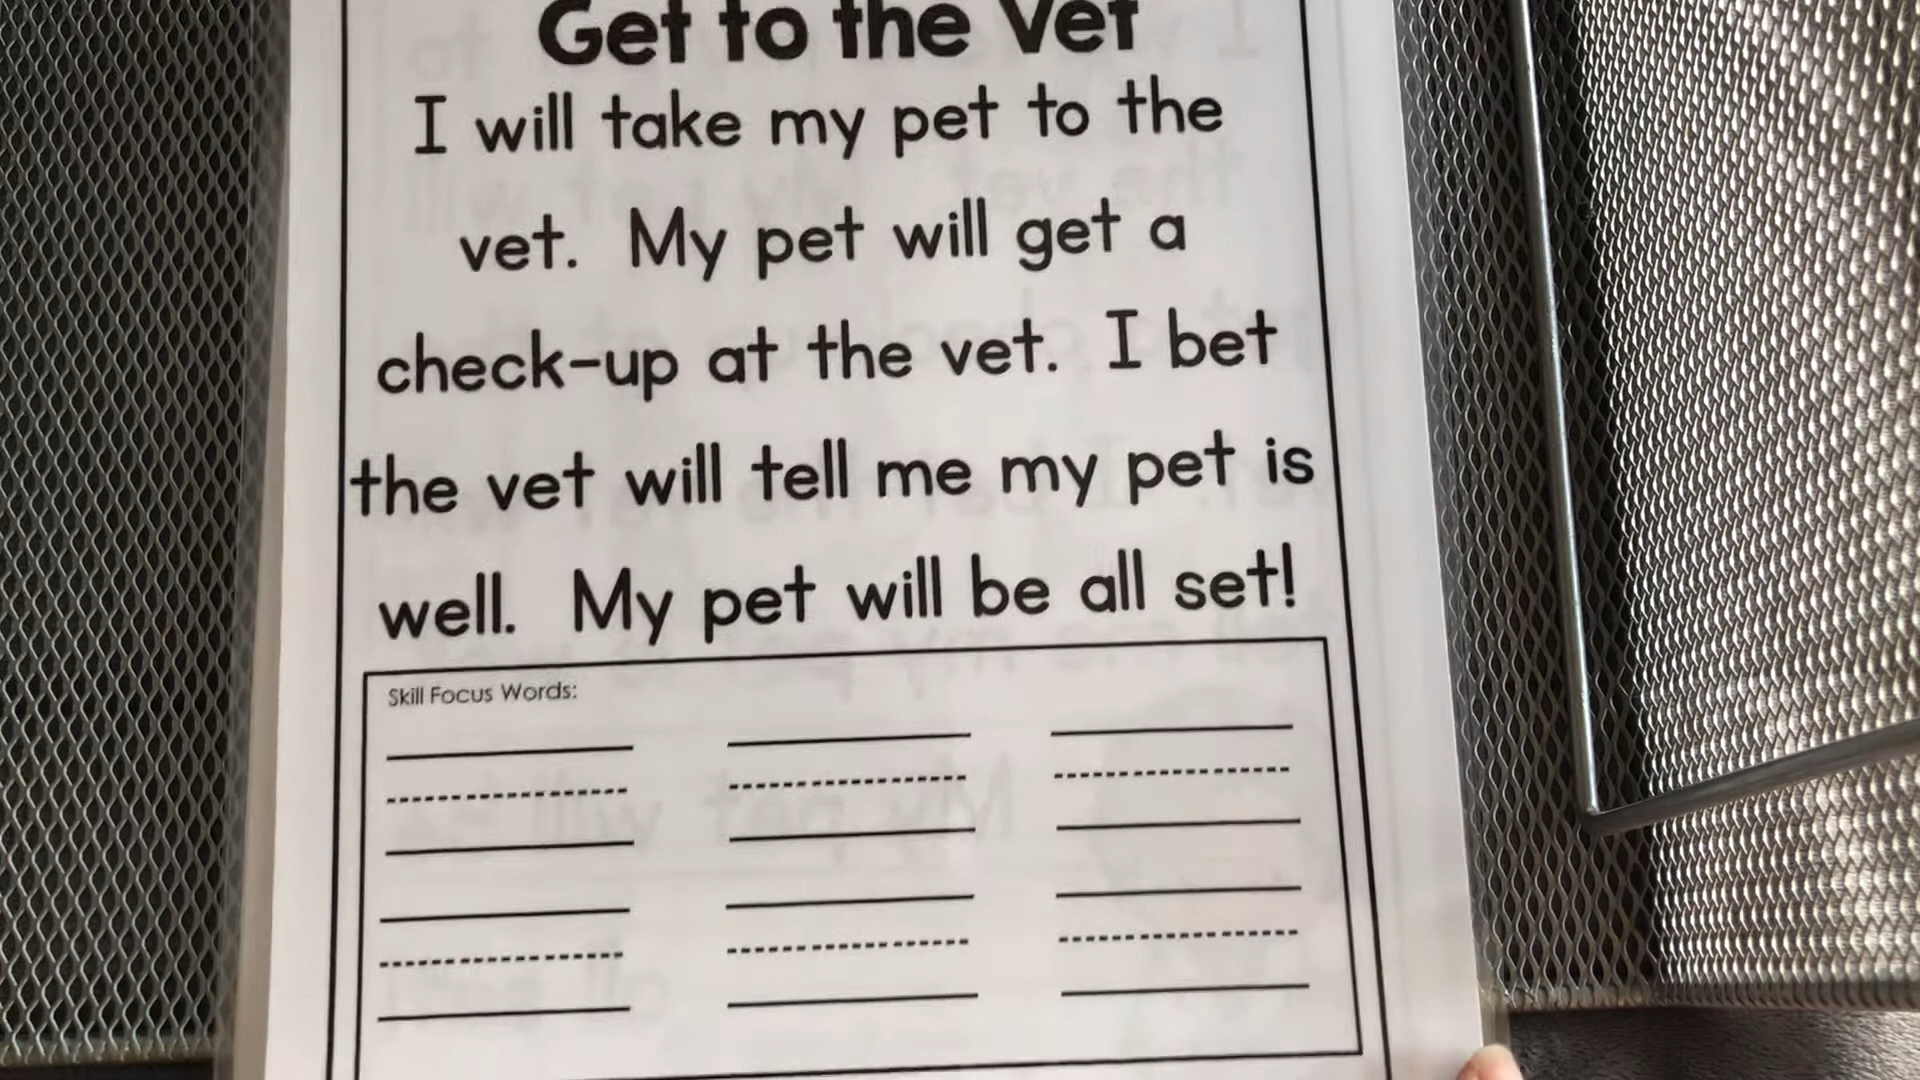 Get to the Vet
I will take my pet to the
vet. My pet will get a
check-up at the vet. I bet
the vet will tell me my pet is
well. My pet will be all set!
Skill Focus Words: